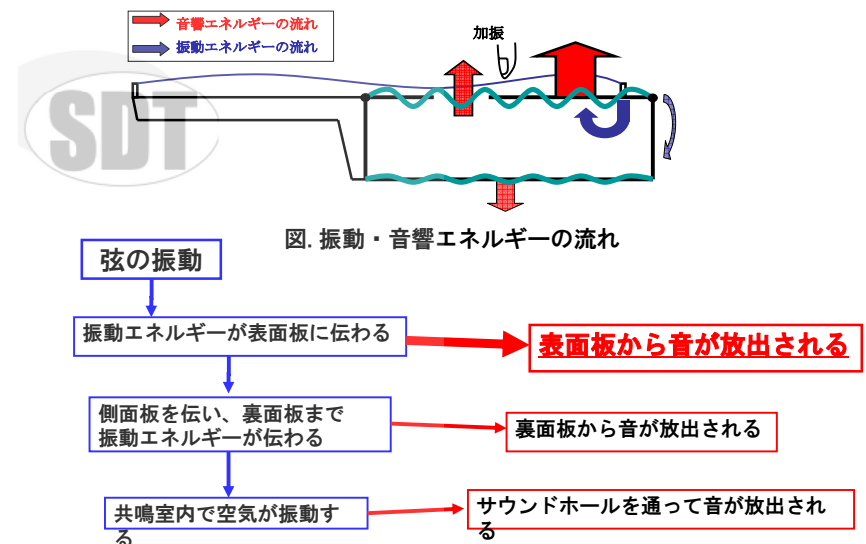 音響エネルギーの流れ
振動エネルギーの流れ
加振
SDT
図. 振動・音響エネルギーの流れ
弦の振動
振動エネルギーが表面板に伝わる
表面板から音が放出される
側面板を伝い、裏面板まで
振動エネルギーが伝わる
裏面板から音が放出される
共鳴室内で空気が振動す
る
サウンドホールを通って音が放出され
る